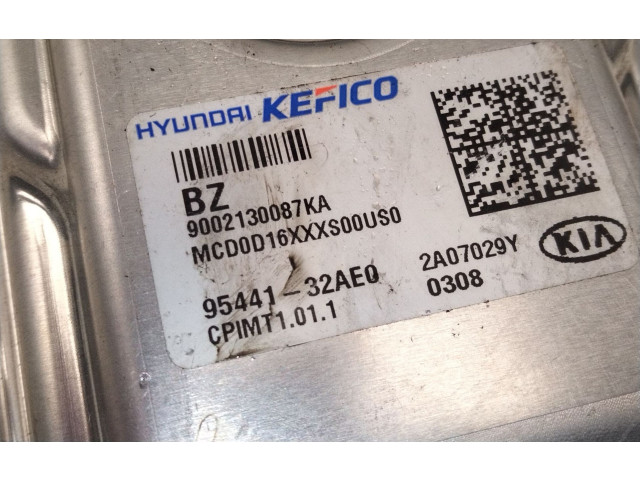 HYUNDAI KEFICO
BZ
9002130087KA
MCD0D16XXXS00US0
95441-32AE0 2A07029Y
CPIMT1.01.1 0308
KIA